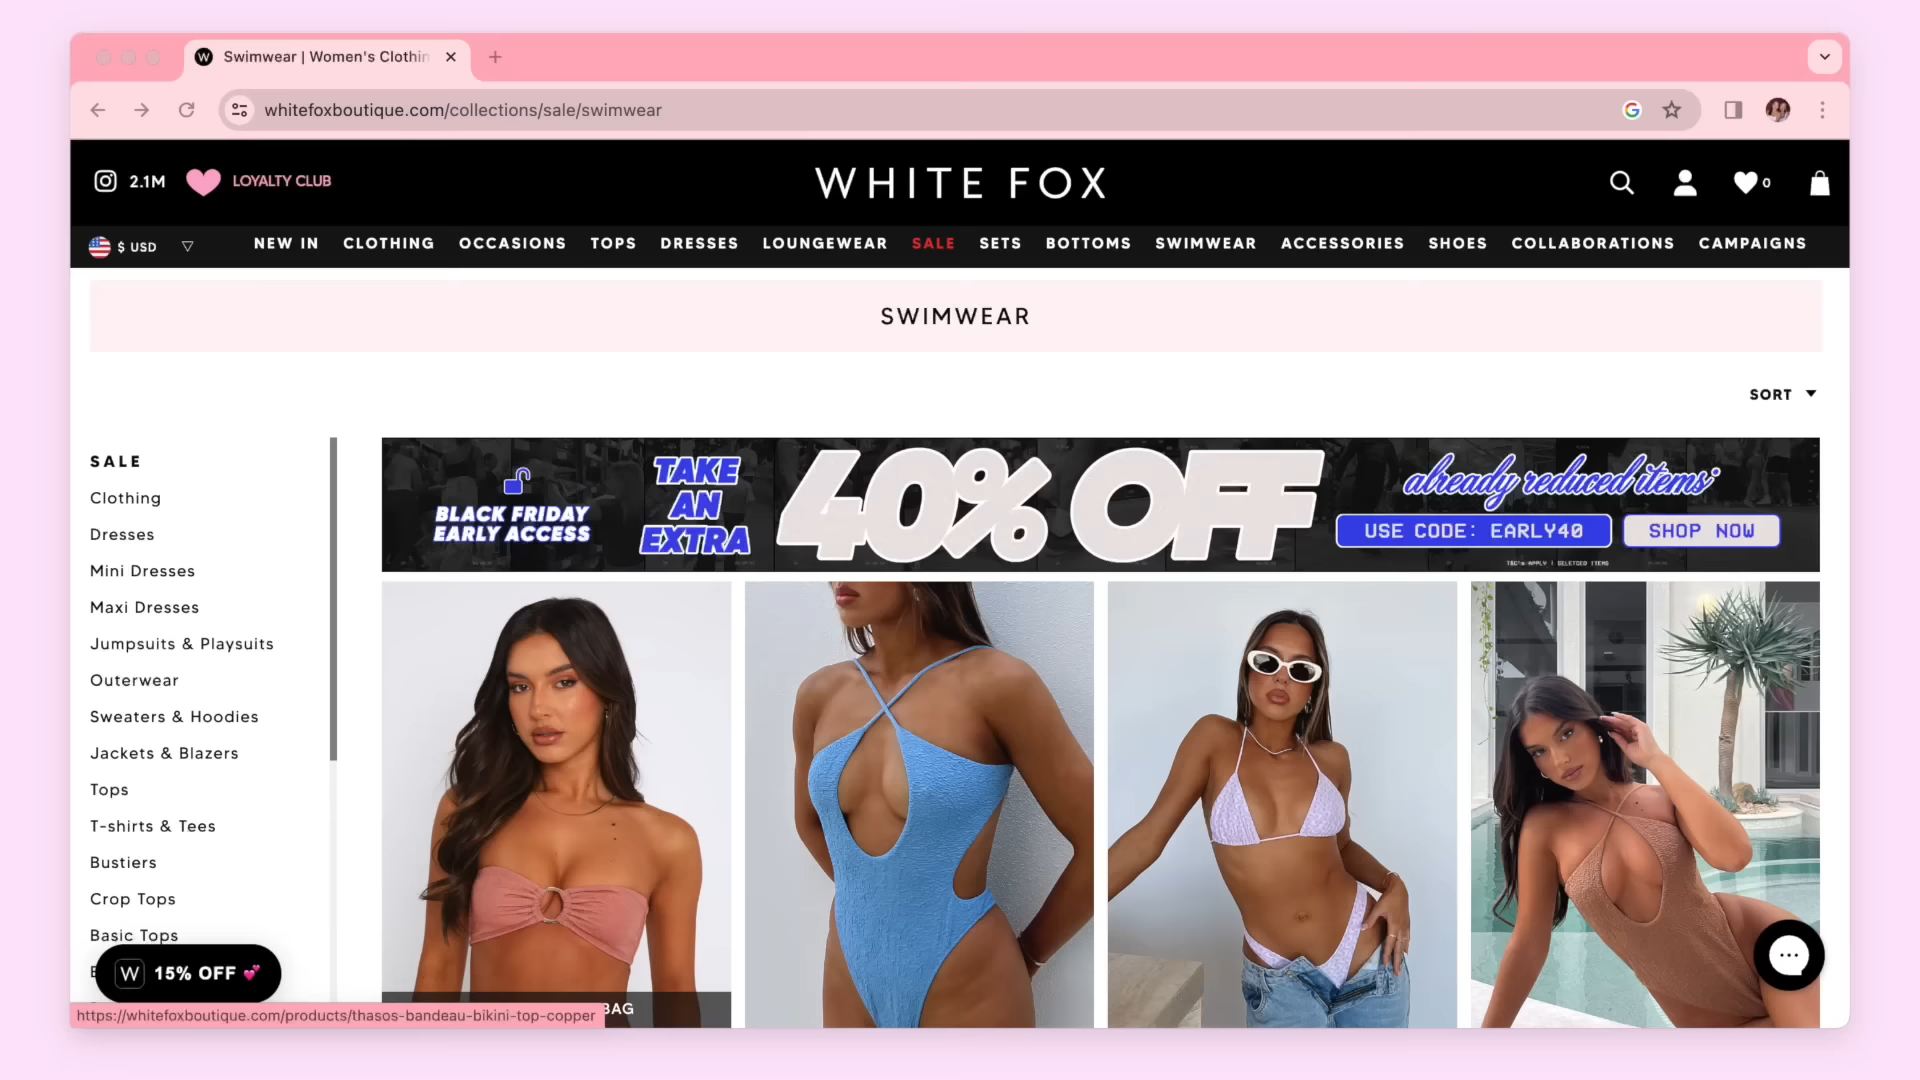 Swimwear | Women's Clothin
whitefoxboutique.com/collections/sale/swimwear
2.1M
LOYALTY CLUB
WHITE FOX
0
$ USD
NEW IN CLOTHING OCCASIONS TOPS DRESSES LOUNGEWEAR SALE SETS BOTTOMS SWIMWEAR ACCESSORIES SHOES COLLABORATIONS CAMPAIGNS
SWIMWEAR
SORT
SALE
Clothing
Dresses
Mini Dresses
Maxi Dresses
Jumpsuits & Playsuits
Outerwear
Sweaters & Hoodies
Jackets & Blazers
Tops
T-shirts & Tees
Bustiers
Crop Tops
Basic Tops
BLACK FRIDAY
EARLY ACCESS
TAKE
AN
EXTRA
40% OFF
already reduced items*
USE CODE: EARLY40
SHOP NOW
T&C's APPLY | SELECTED ITEMS
W 15% OFF
BAG
https://whitefoxboutique.com/products/thasos-bandeau-bikini-top-copper